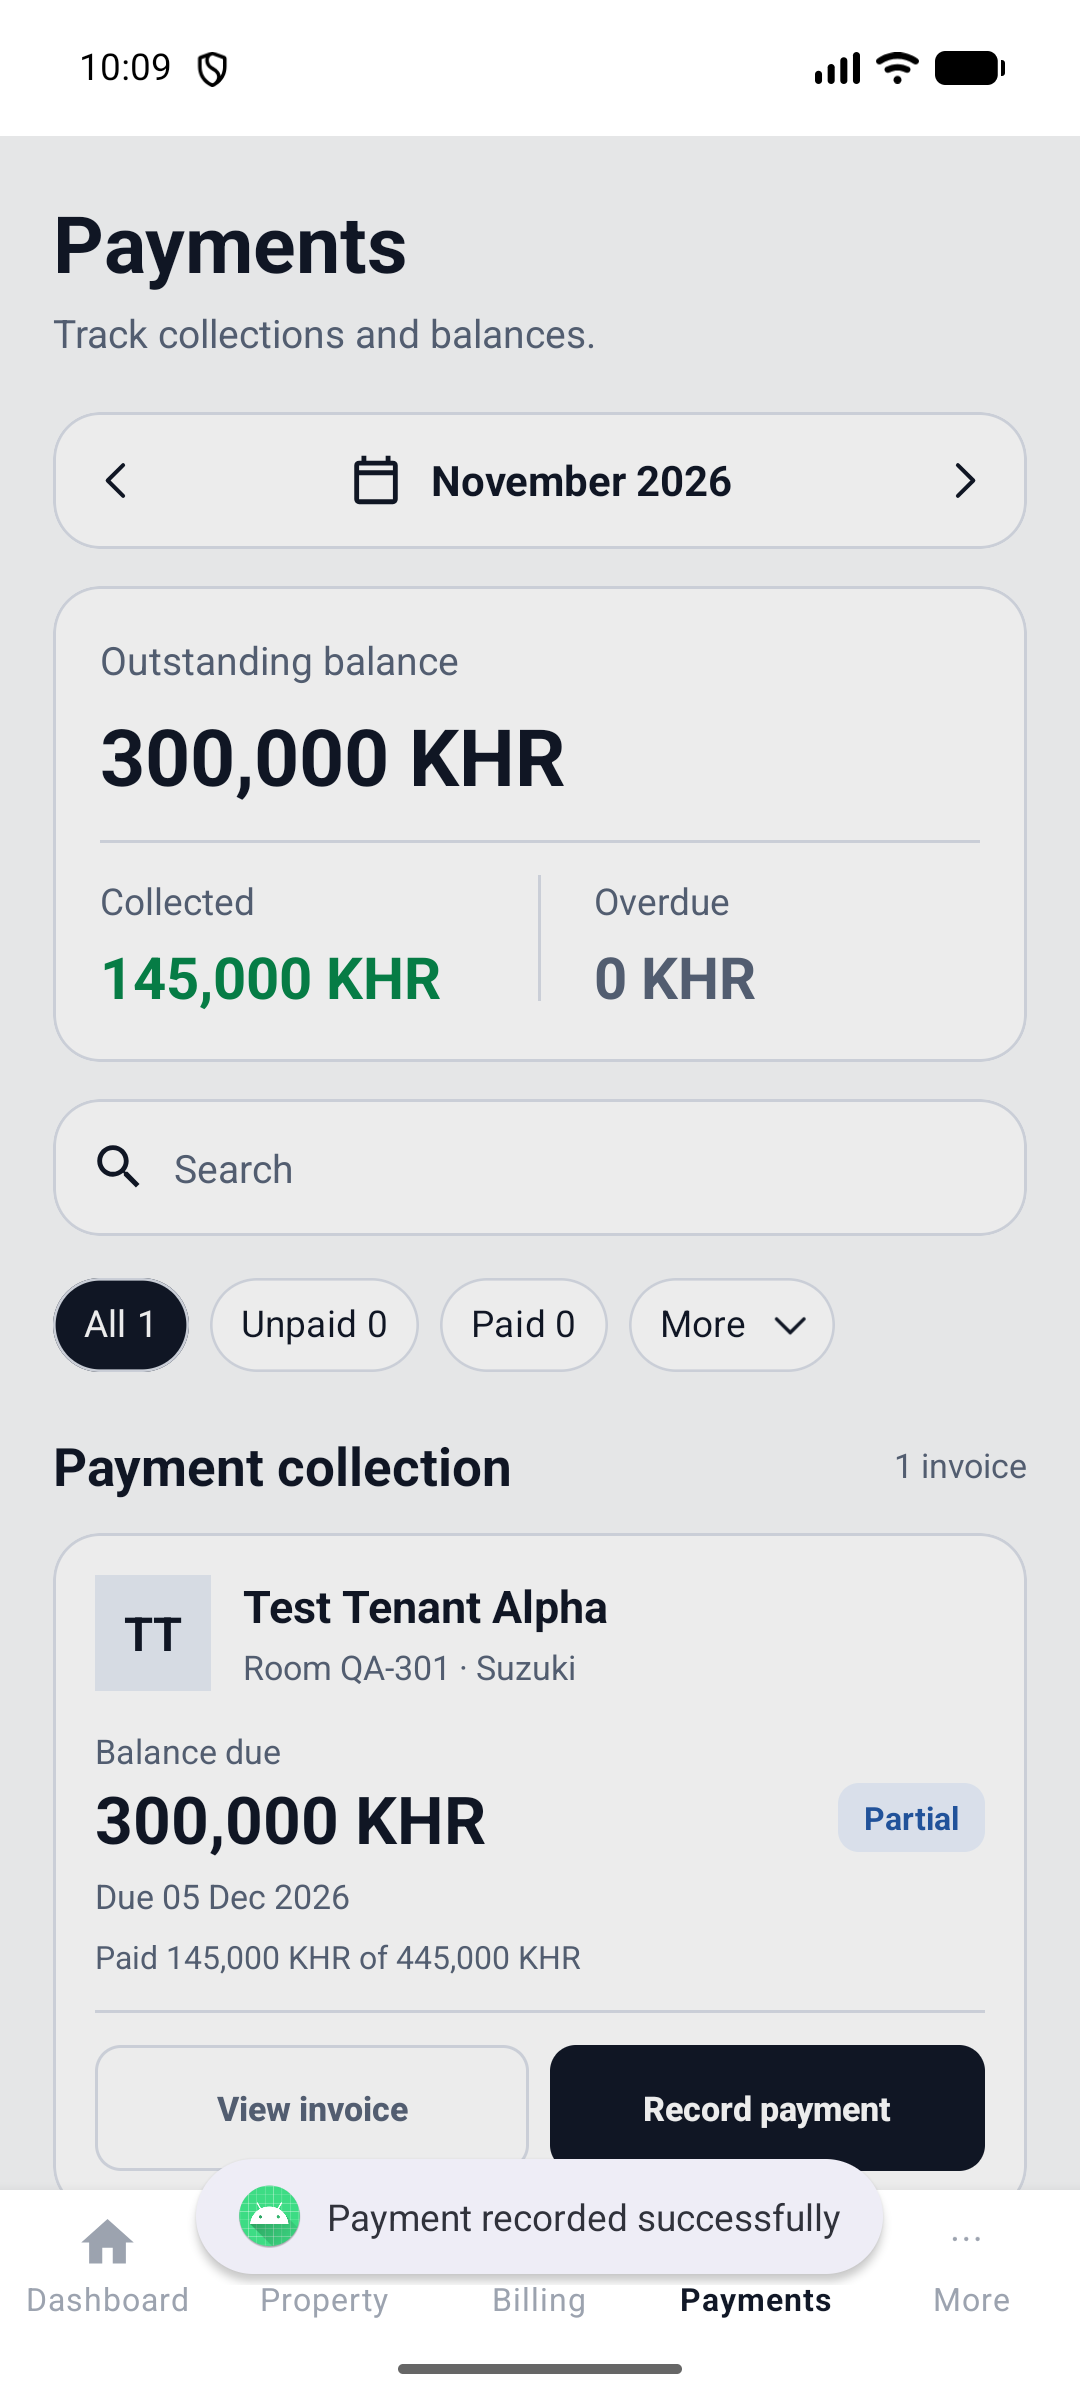 10:09
Payments
Track collections and balances.
November 2026
Outstanding balance
300,000 KHR
Collected
Overdue
145,000 KHR
0 KHR
Search
All 1
Unpaid 0
Paid 0
More
Payment collection
1 invoice
TT
Test Tenant Alpha
Room QA-301 · Suzuki
Balance due
300,000 KHR
Partial
Due 05 Dec 2026
Paid 145,000 KHR of 445,000 KHR
View invoice
Record payment
Payment recorded successfully
Dashboard
Property
Billing
Payments
More